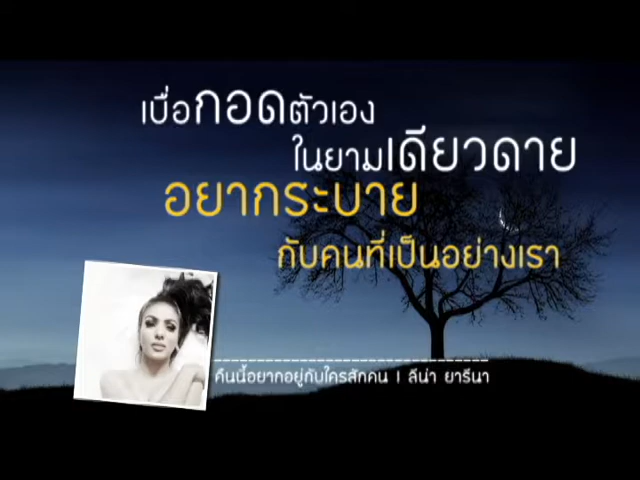 เบื่อกอดตัวเอง
ในยามเดียวดาย
อยากระบาย
กับคนที่เป็นอย่างเรา
คืนนี้อยากอยู่กับใครสักคน | ลีน่า ยารีนา